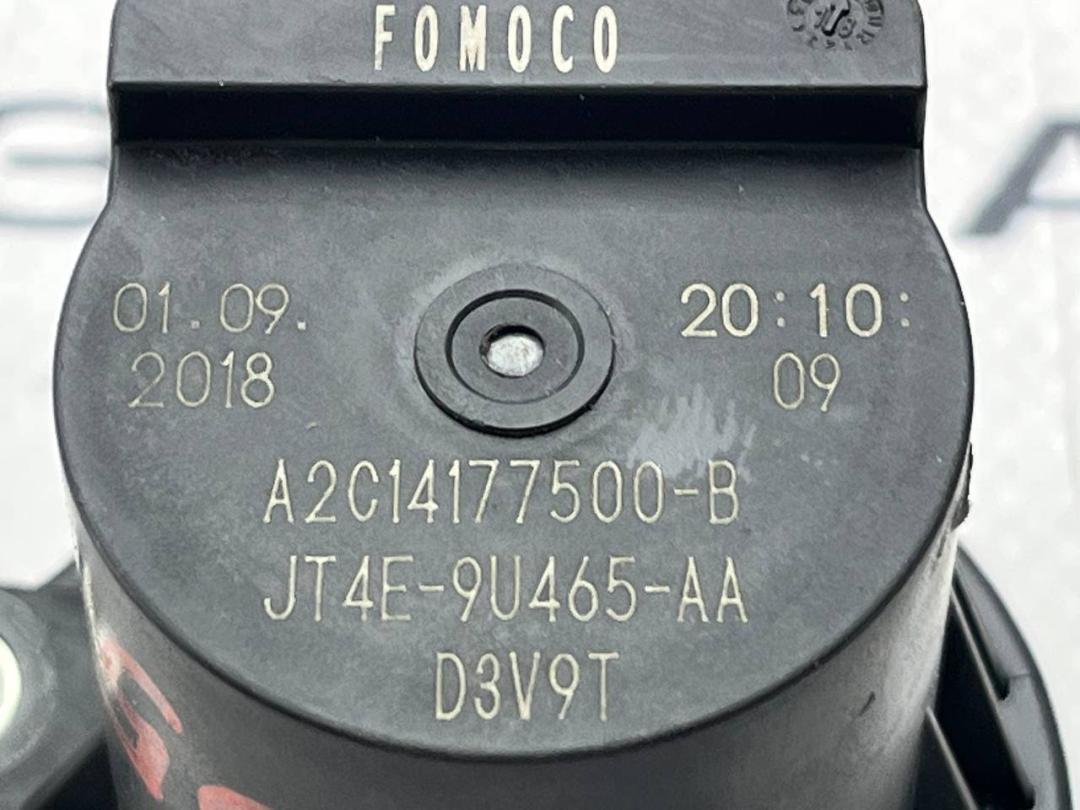 FOMOCO
01.09.
2018
20:10:
09
A2C14177500-B
JT4E-9U465-AA
D3V9T